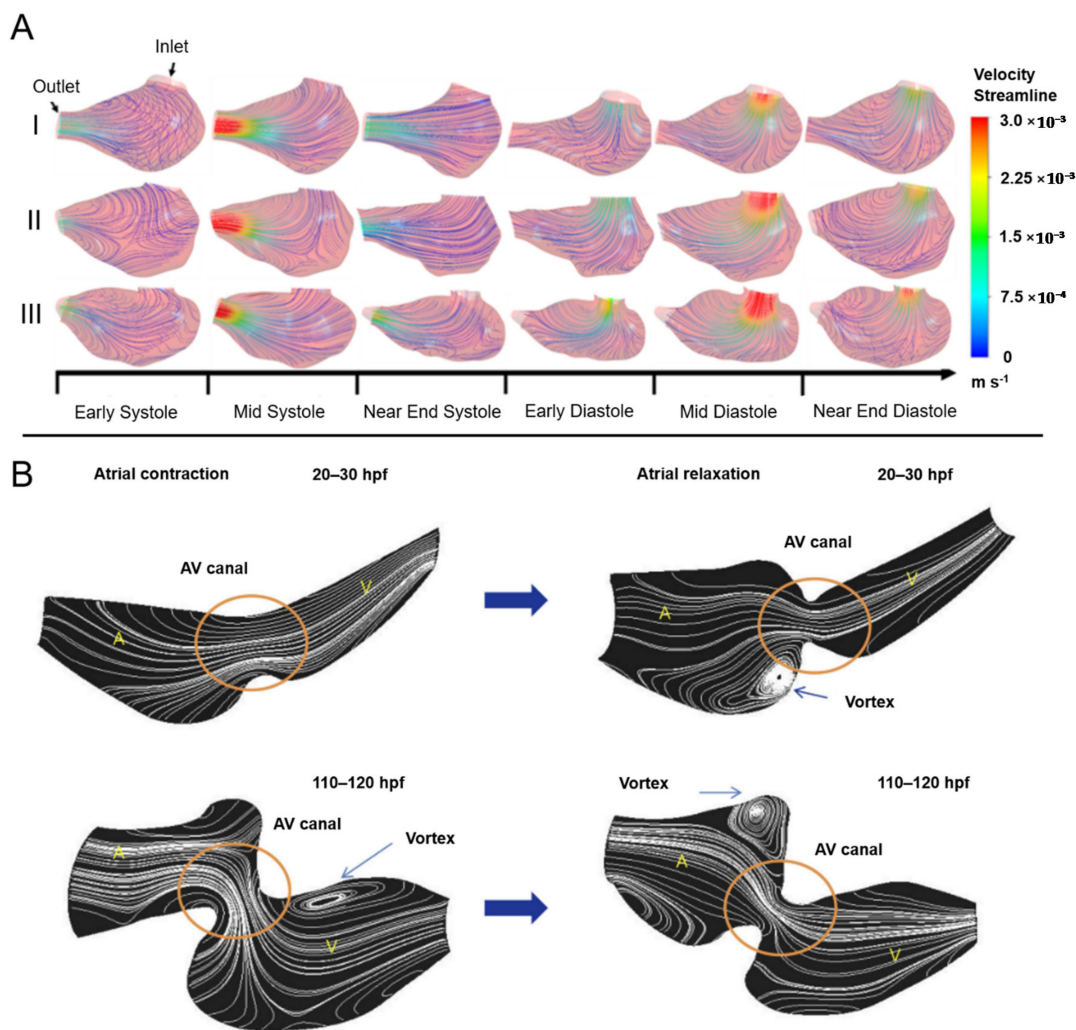 A
Inlet
Outlet
Velocity
Streamline
I
3.0 ×10⁻³
II
2.25 ×10⁻³
1.5 ×10⁻³
III
7.5 ×10⁻⁴
0
m s⁻¹
Early Systole Mid Systole Near End Systole Early Diastole Mid Diastole Near End Diastole
B
Atrial contraction 20–30 hpf Atrial relaxation 20–30 hpf
AV canal AV canal
V V
A A
Vortex
110–120 hpf Vortex 110–120 hpf
AV canal Vortex AV canal
A A
V V